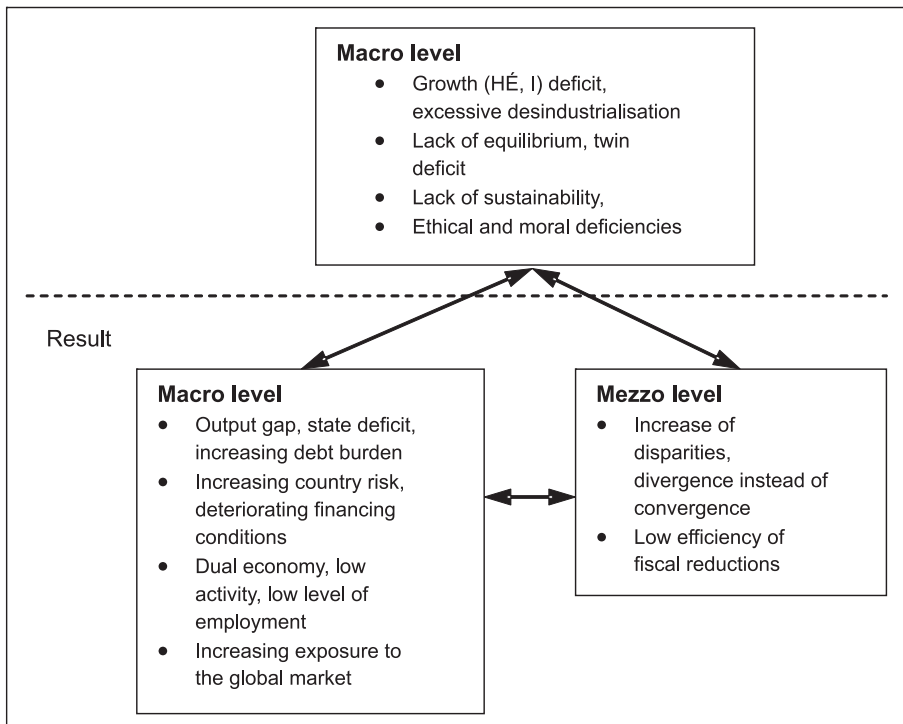 Macro level
● Growth (HÉ, I) deficit,
excessive desindustrialisation
● Lack of equilibrium, twin
deficit
● Lack of sustainability,
● Ethical and moral deficiencies
Result
Macro level
● Output gap, state deficit,
increasing debt burden
● Increasing country risk,
deteriorating financing
conditions
● Dual economy, low
activity, low level of
employment
● Increasing exposure to
the global market
Mezzo level
● Increase of
disparities,
divergence instead of
convergence
● Low efficiency of
fiscal reductions